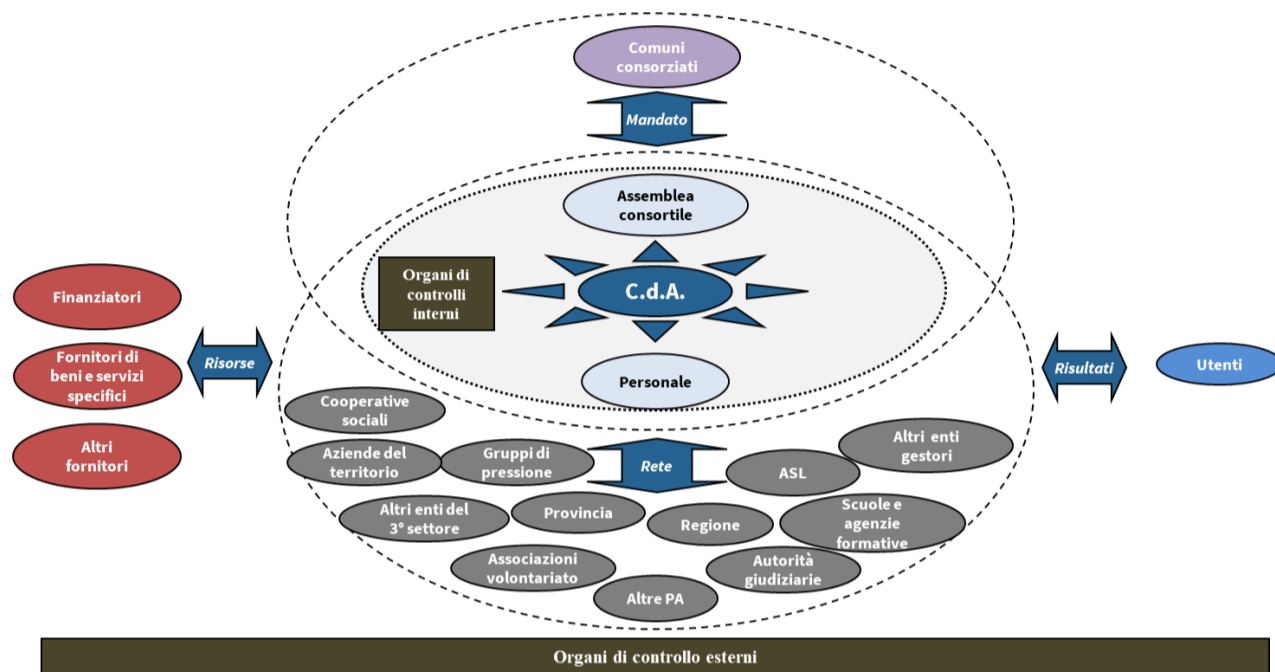 Comuni
consorziati
Mandato
Assemblea
consortile
Organi di
controlli
interni
C.d.A.
Personale
Finanziatori
Fornitori di
beni e servizi
specifici
Altri
fornitori
Risorse
Risultati
Utenti
Cooperative
sociali
Aziende del
territorio
Gruppi di
pressione
Rete
ASL
Altri enti
gestori
Altri enti del
3° settore
Provincia
Regione
Scuole e
agenzie
formative
Associazioni
volontariato
Altre PA
Autorità
giudiziarie
Organi di controllo esterni